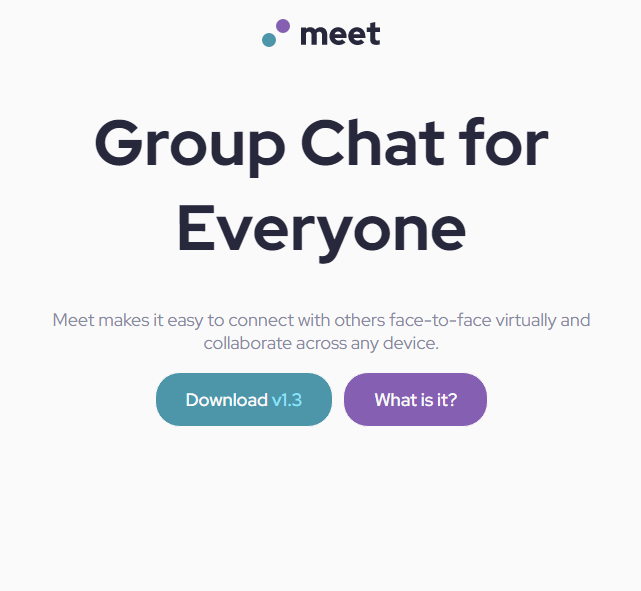 meet
Group Chat for
Everyone
Meet makes it easy to connect with others face-to-face virtually and
collaborate across any device.
Download v1.3
What is it?